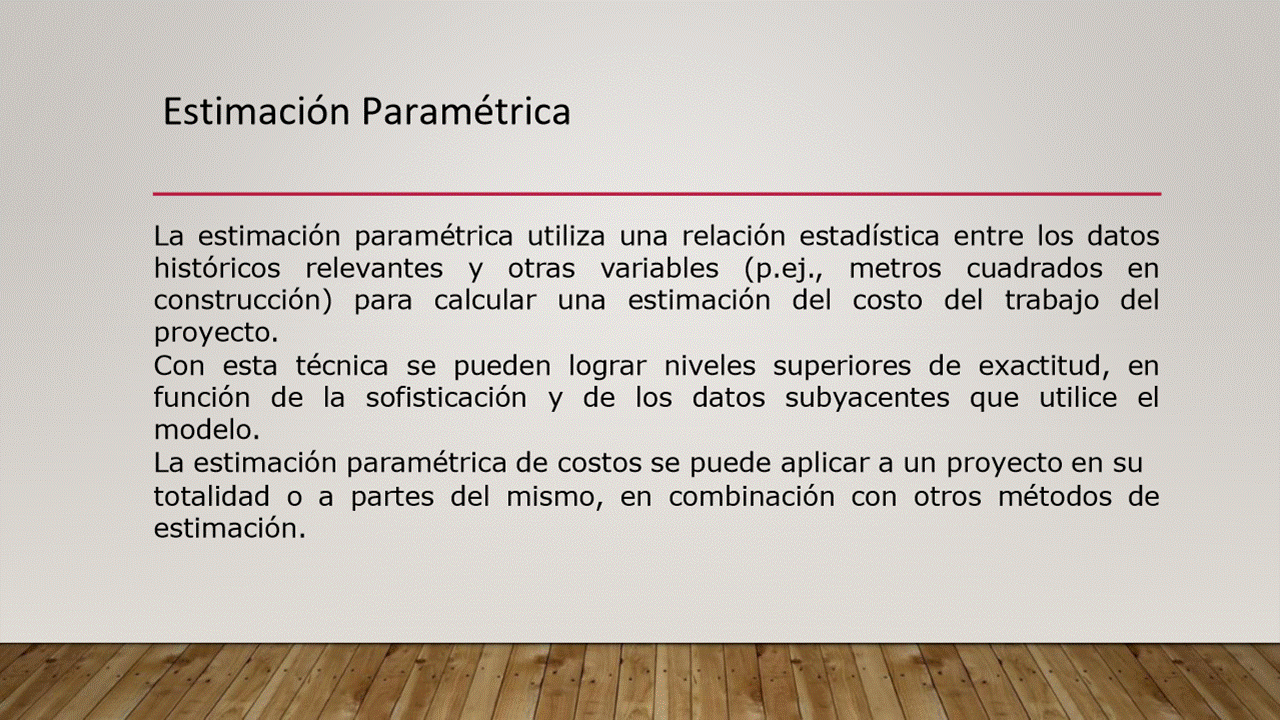 Estimación Paramétrica
La estimación paramétrica utiliza una relación estadística entre los datos
históricos relevantes y otras variables (p.ej., metros cuadrados en
construcción) para calcular una estimación del costo del trabajo del
proyecto.
Con esta técnica se pueden lograr niveles superiores de exactitud, en
función de la sofisticación y de los datos subyacentes que utilice el
modelo.
La estimación paramétrica de costos se puede aplicar a un proyecto en su
totalidad o a partes del mismo, en combinación con otros métodos de
estimación.